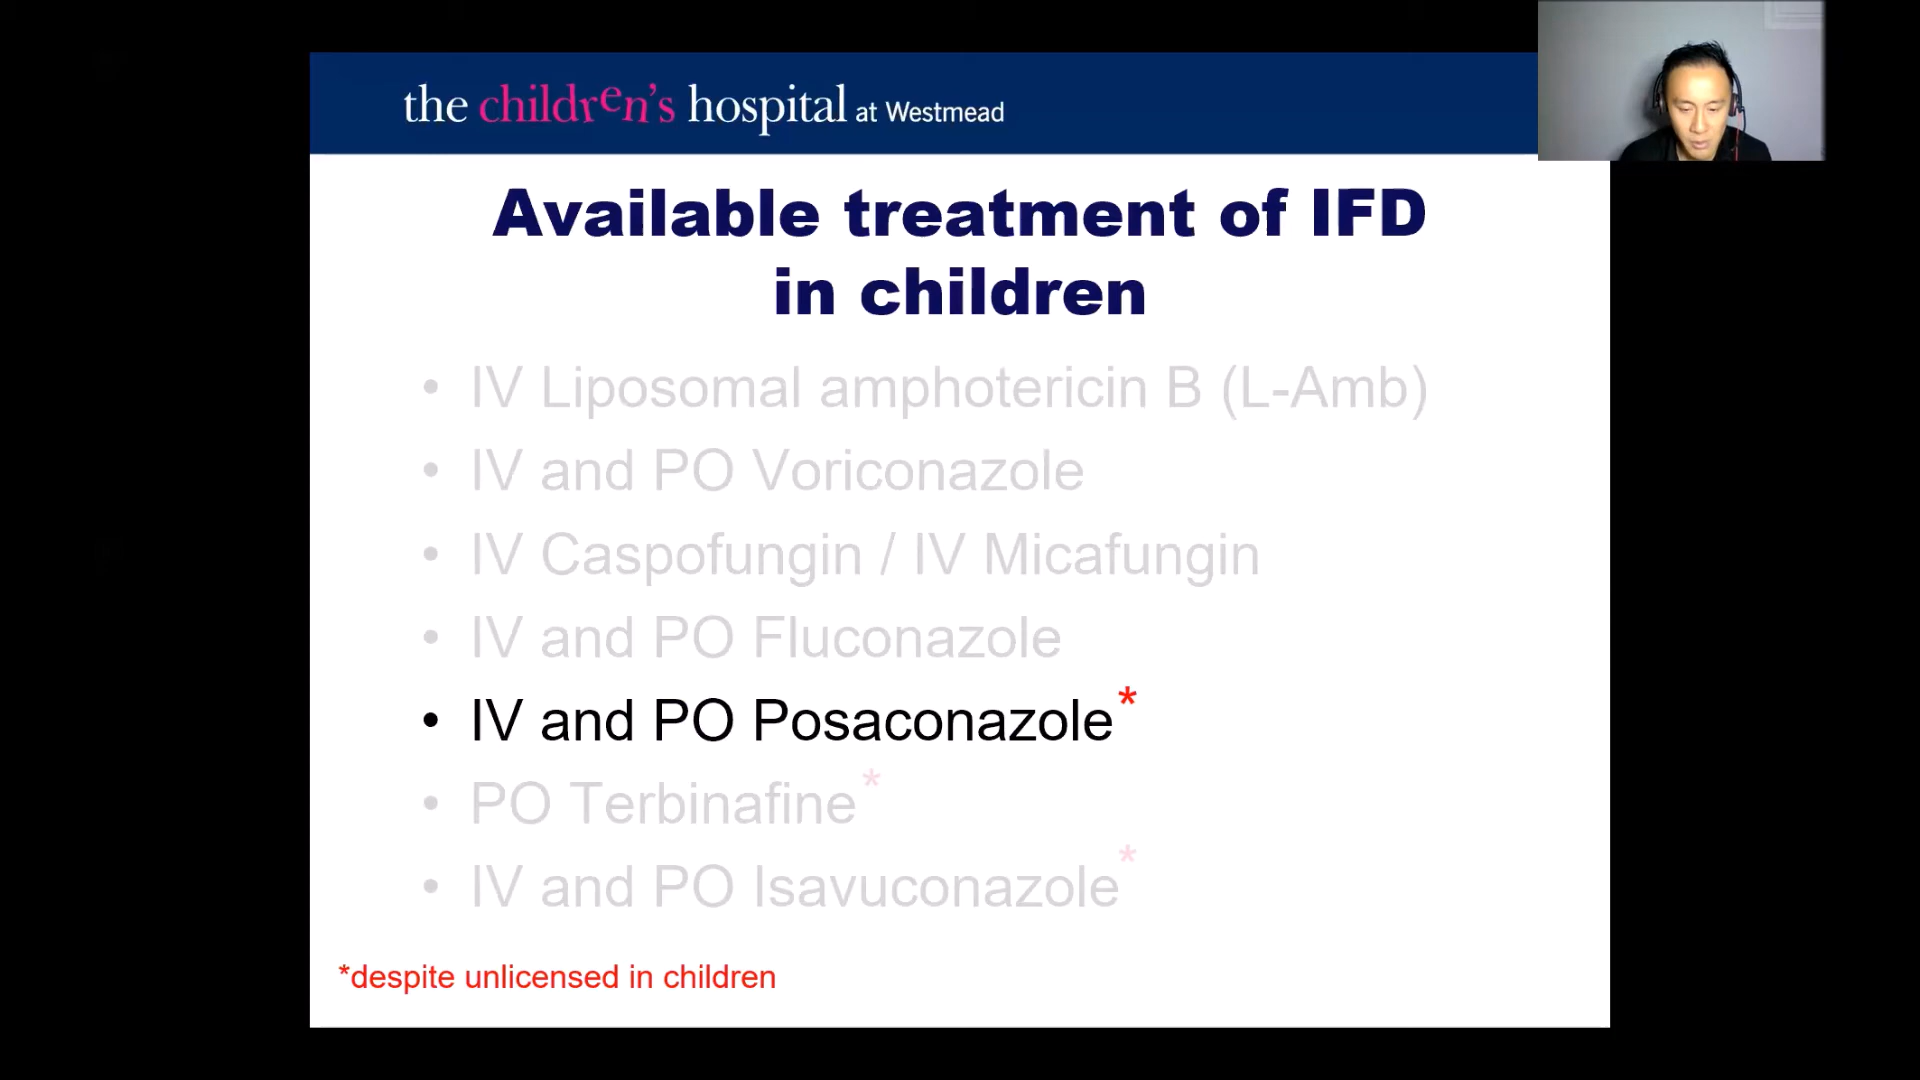 the children's hospital at Westmead
Available treatment of IFD
in children
• IV Liposomal amphotericin B (L-Amb)
• IV and PO Voriconazole
• IV Caspofungin / IV Micafungin
• IV and PO Fluconazole
• IV and PO Posaconazole*
• PO Terbinafine*
• IV and PO Isavuconazole*
*despite unlicensed in children